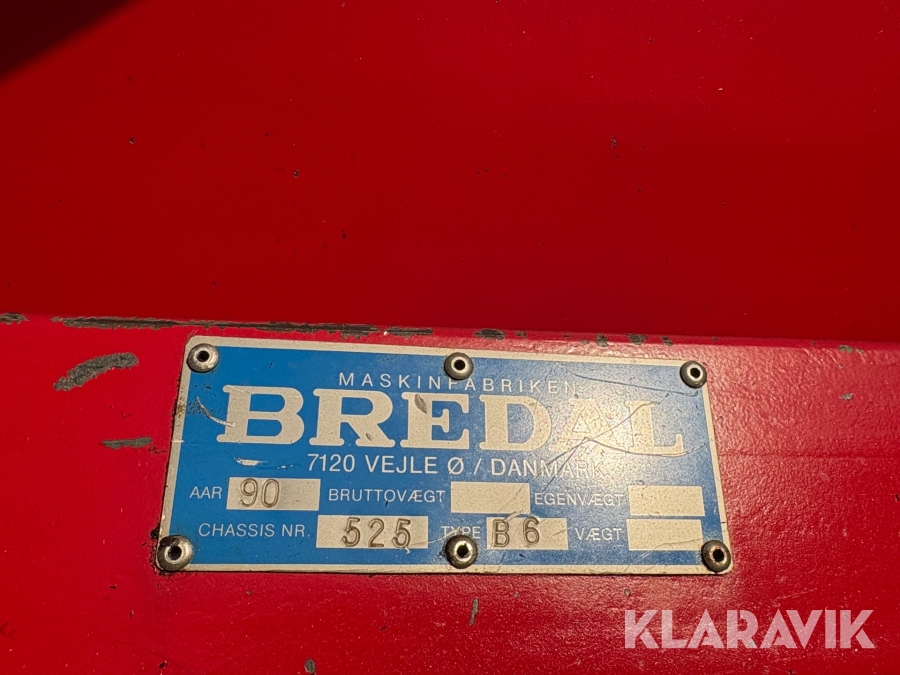 MASKINFABRIKEN
BREDAL
7120 VEJLE Ø / DANMARK
AAR 90 BRUTTOVÆGT EGENVÆGT
CHASSIS NR. 525 TYPE B6 VÆGT
KLARAVIK